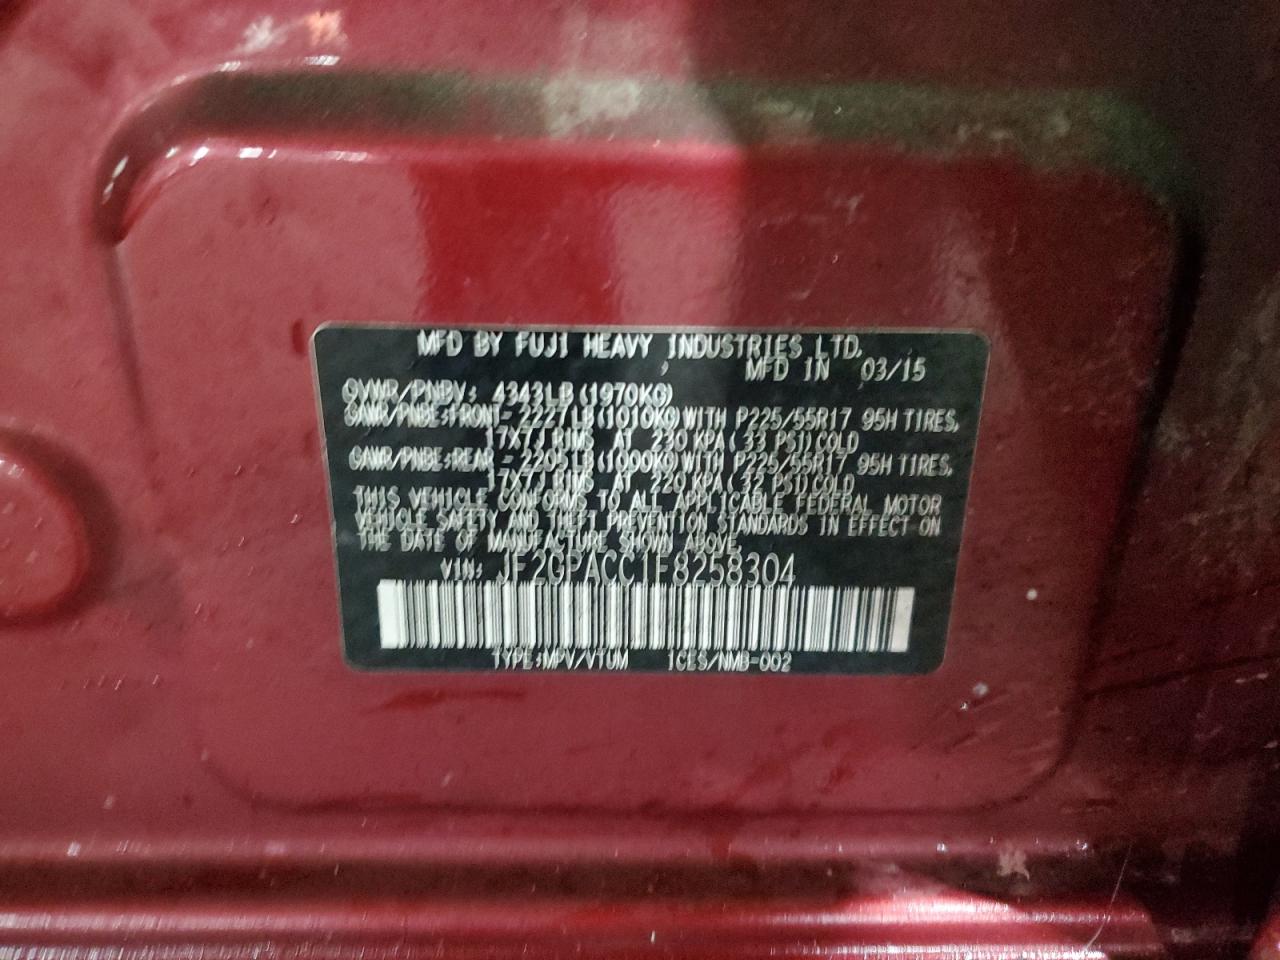 MFD BY FUJI HEAVY INDUSTRIES LTD.
MFD IN 03/15
GVWR/PNBV: 4343LB(1970KG)
GAWR/PNBE:FRONT- 2227LB(1010KG)WITH P225/55R17 95H TIRES,
17X7J RIMS AT 230 KPA( 33 PSI)COLD
GAWR/PNBE:REAR - 2205LB(1000KG)WITH P225/55R17 95H TIRES,
17X7J RIMS AT 220 KPA( 32 PSI)COLD
THIS VEHICLE CONFORMS TO ALL APPLICABLE FEDERAL MOTOR
VEHICLE SAFETY AND THEFT PREVENTION STANDARDS IN EFFECT ON
THE DATE OF MANUFACTURE SHOWN ABOVE.
VIN: JF2GPACC1F8258304
TYPE:MPV/VTUM ICES/NMB-002